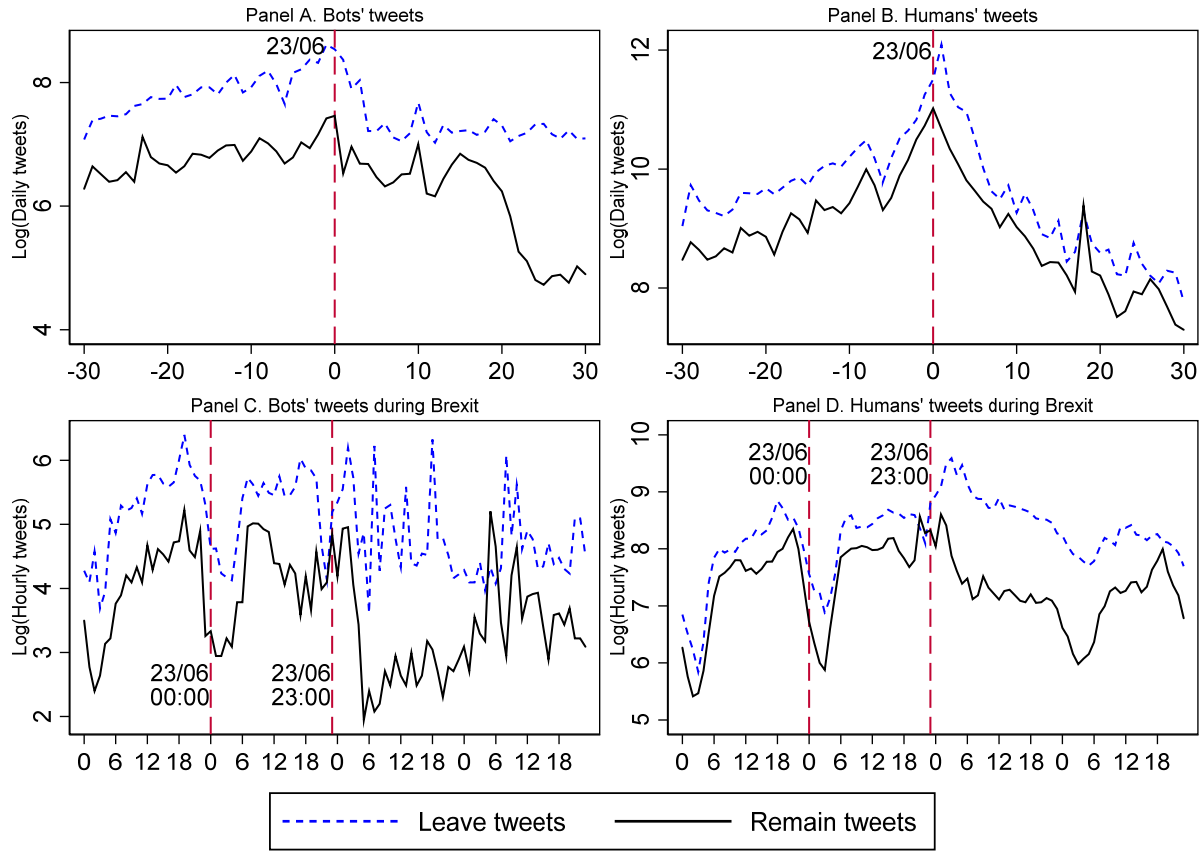 Panel A. Bots' tweets
23/06
Log(Daily tweets)
8
6
4
-30 -20 -10 0 10 20 30
Panel B. Humans' tweets
23/06
Log(Daily tweets)
12
10
8
-30 -20 -10 0 10 20 30
Panel C. Bots' tweets during Brexit
Log(Hourly tweets)
6
5
4
3
2
23/06
00:00
23/06
23:00
0 6 12 18 0 6 12 18 0 6 12 18 0 6 12 18
Panel D. Humans' tweets during Brexit
Log(Hourly tweets)
10
9
8
7
6
5
23/06
00:00
23/06
23:00
0 6 12 18 0 6 12 18 0 6 12 18 0 6 12 18
Leave tweets Remain tweets